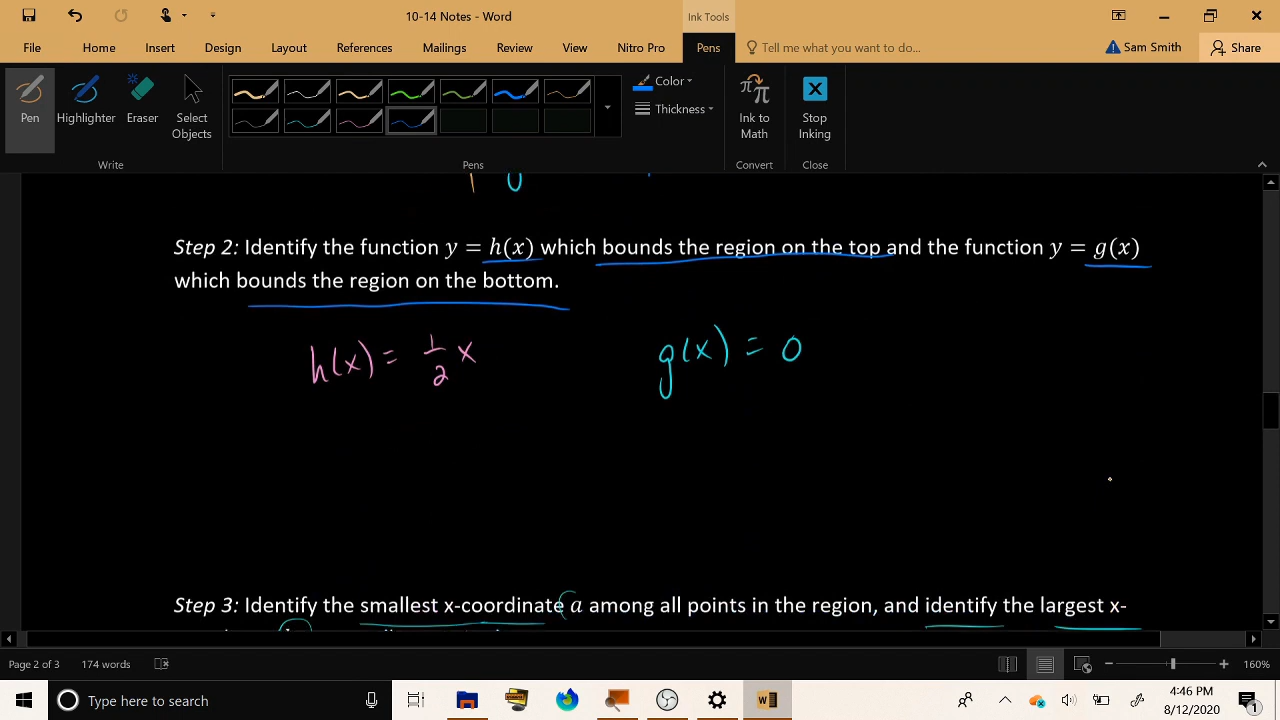 10-14 Notes - Word
Ink Tools
File Home Insert Design Layout References Mailings Review View Nitro Pro Pens Tell me what you want to do... Sam Smith Share
Pen Highlighter Eraser Select Objects
Color
Thickness
Ink to Math
Stop Inking
Write Pens Convert Close
Step 2: Identify the function y = h(x) which bounds the region on the top and the function y = g(x)
which bounds the region on the bottom.
h(x) = 1/2 x g(x) = 0
Step 3: Identify the smallest x-coordinate a among all points in the region, and identify the largest x-
Page 2 of 3 174 words 160%
Type here to search
4:46 PM
8/12/2020